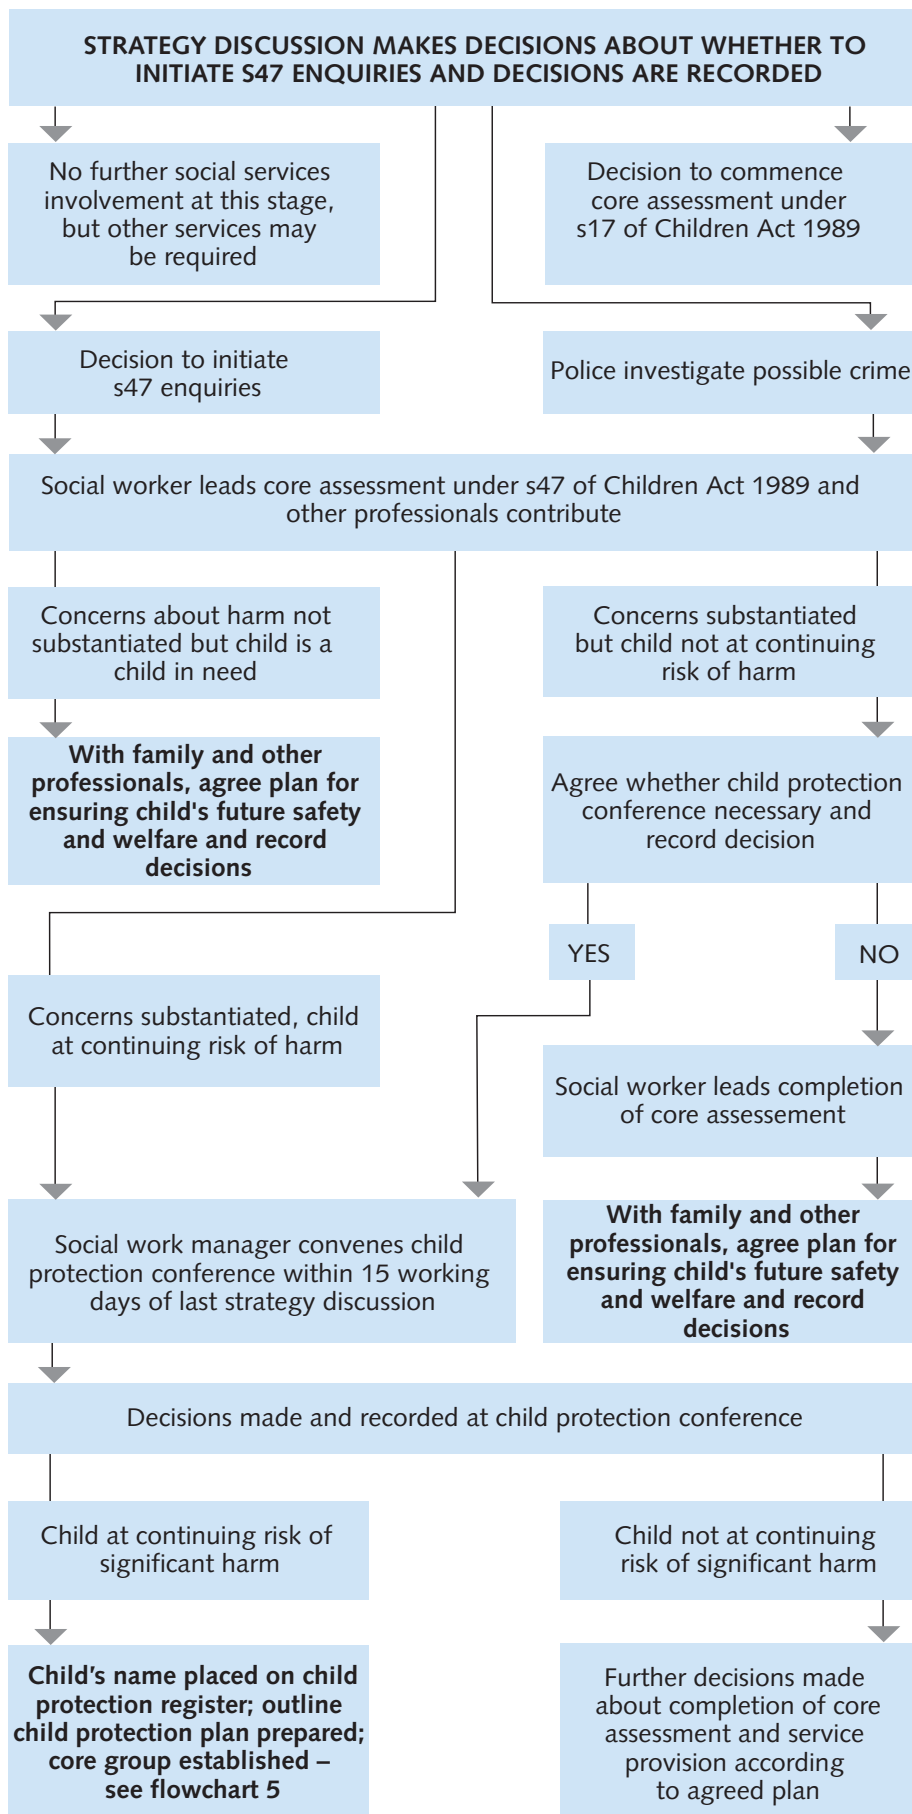 STRATEGY DISCUSSION MAKES DECISIONS ABOUT WHETHER TO
INITIATE S47 ENQUIRIES AND DECISIONS ARE RECORDED
No further social services
involvement at this stage,
but other services may
be required
Decision to commence
core assessment under
s17 of Children Act 1989
Decision to initiate
s47 enquiries
Police investigate possible crime
Social worker leads core assessment under s47 of Children Act 1989 and
other professionals contribute
Concerns about harm not
substantiated but child is a
child in need
Concerns substantiated
but child not at continuing
risk of harm
With family and other
professionals, agree plan for
ensuring child's future safety
and welfare and record
decisions
Agree whether child protection
conference necessary and
record decision
YES
NO
Concerns substantiated, child
at continuing risk of harm
Social worker leads completion
of core assessement
Social work manager convenes child
protection conference within 15 working
days of last strategy discussion
With family and other
professionals, agree plan for
ensuring child's future safety
and welfare and record
decisions
Decisions made and recorded at child protection conference
Child at continuing risk of
significant harm
Child not at continuing
risk of significant harm
Child’s name placed on child
protection register; outline
child protection plan prepared;
core group established –
see flowchart 5
Further decisions made
about completion of core
assessment and service
provision according
to agreed plan